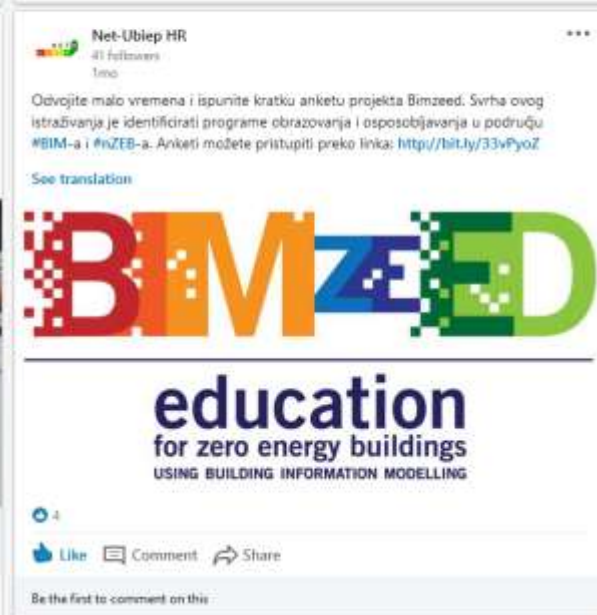 Net-Ubiep HR
41 followers
1mo
Odvojite malo vremena i ispunite kratku anketu projekta Bimzeed. Svrha ovog
istraživanja je identificirati programe obrazovanja i osposobljavanja u području
#BIM-a i #nZEB-a. Anketi možete pristupiti preko linka: http://bit.ly/33vPyoZ
See translation
BIMzeED
education
for zero energy buildings
USING BUILDING INFORMATION MODELLING
4
Like Comment Share
Be the first to comment on this